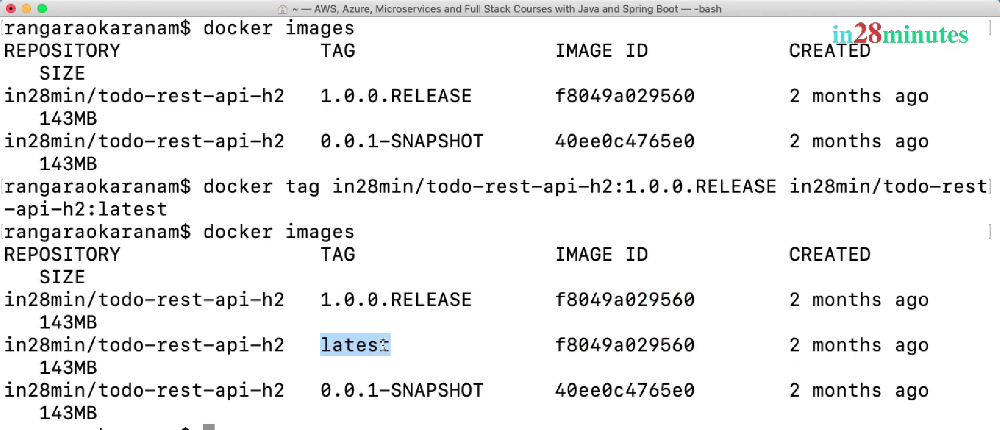 ~ — AWS, Azure, Microservices and Full Stack Courses with Java and Spring Boot — -bash
in28minutes
rangaraokaranam$ docker images
REPOSITORY TAG IMAGE ID CREATED
SIZE
in28min/todo-rest-api-h2 1.0.0.RELEASE f8049a029560 2 months ago
143MB
in28min/todo-rest-api-h2 0.0.1-SNAPSHOT 40ee0c4765e0 2 months ago
143MB
rangaraokaranam$ docker tag in28min/todo-rest-api-h2:1.0.0.RELEASE in28min/todo-rest
-api-h2:latest
rangaraokaranam$ docker images
REPOSITORY TAG IMAGE ID CREATED
SIZE
in28min/todo-rest-api-h2 1.0.0.RELEASE f8049a029560 2 months ago
143MB
in28min/todo-rest-api-h2 latest f8049a029560 2 months ago
143MB
in28min/todo-rest-api-h2 0.0.1-SNAPSHOT 40ee0c4765e0 2 months ago
143MB